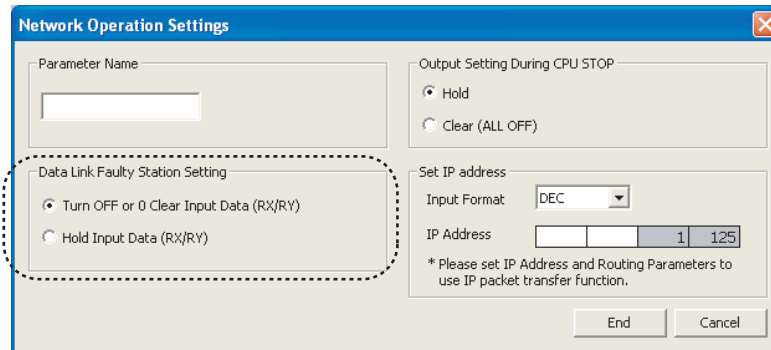 Network Operation Settings
Parameter Name
Data Link Faulty Station Setting
Turn OFF or 0 Clear Input Data (RX/RY)
Hold Input Data (RX/RY)
Output Setting During CPU STOP
Hold
Clear (ALL OFF)
Set IP address
Input Format DEC
IP Address 1 125
* Please set IP Address and Routing Parameters to
use IP packet transfer function.
End Cancel